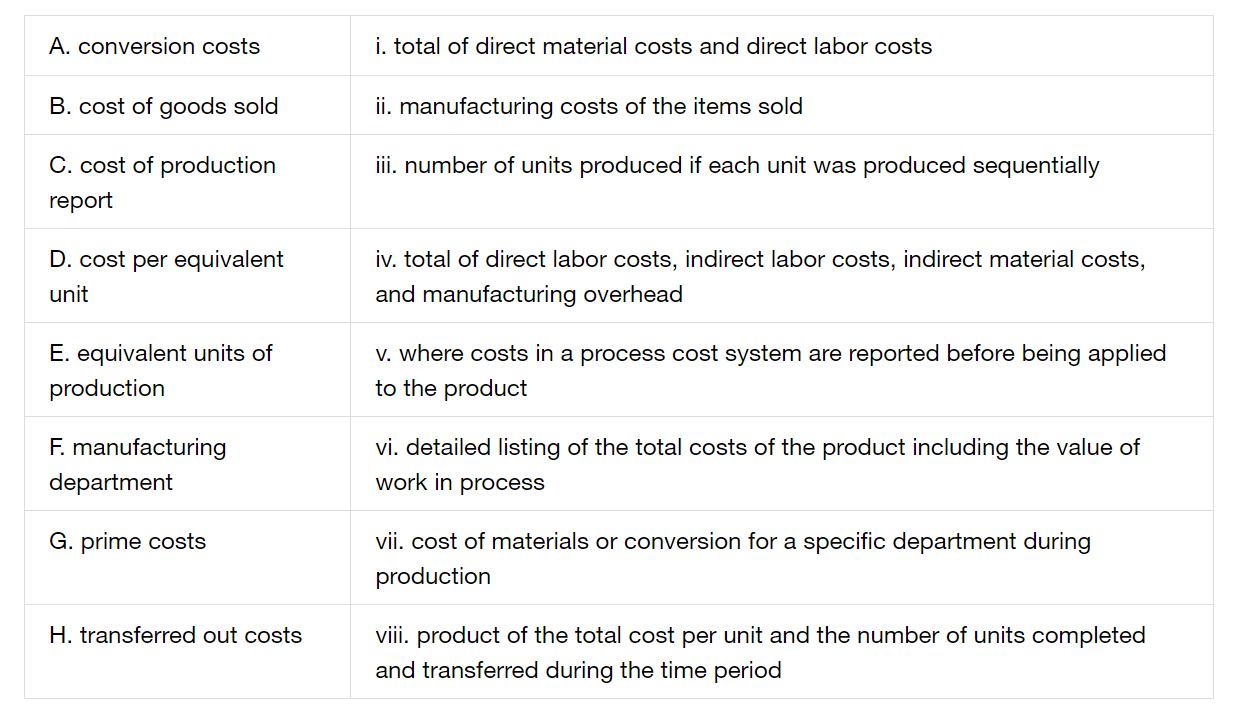 A. conversion costs
i. total of direct material costs and direct labor costs
B. cost of goods sold
ii. manufacturing costs of the items sold
C. cost of production
report
iii. number of units produced if each unit was produced sequentially
D. cost per equivalent
unit
iv. total of direct labor costs, indirect labor costs, indirect material costs,
and manufacturing overhead
E. equivalent units of
production
v. where costs in a process cost system are reported before being applied
to the product
F. manufacturing
department
vi. detailed listing of the total costs of the product including the value of
work in process
G. prime costs
vii. cost of materials or conversion for a specific department during
production
H. transferred out costs
viii. product of the total cost per unit and the number of units completed
and transferred during the time period